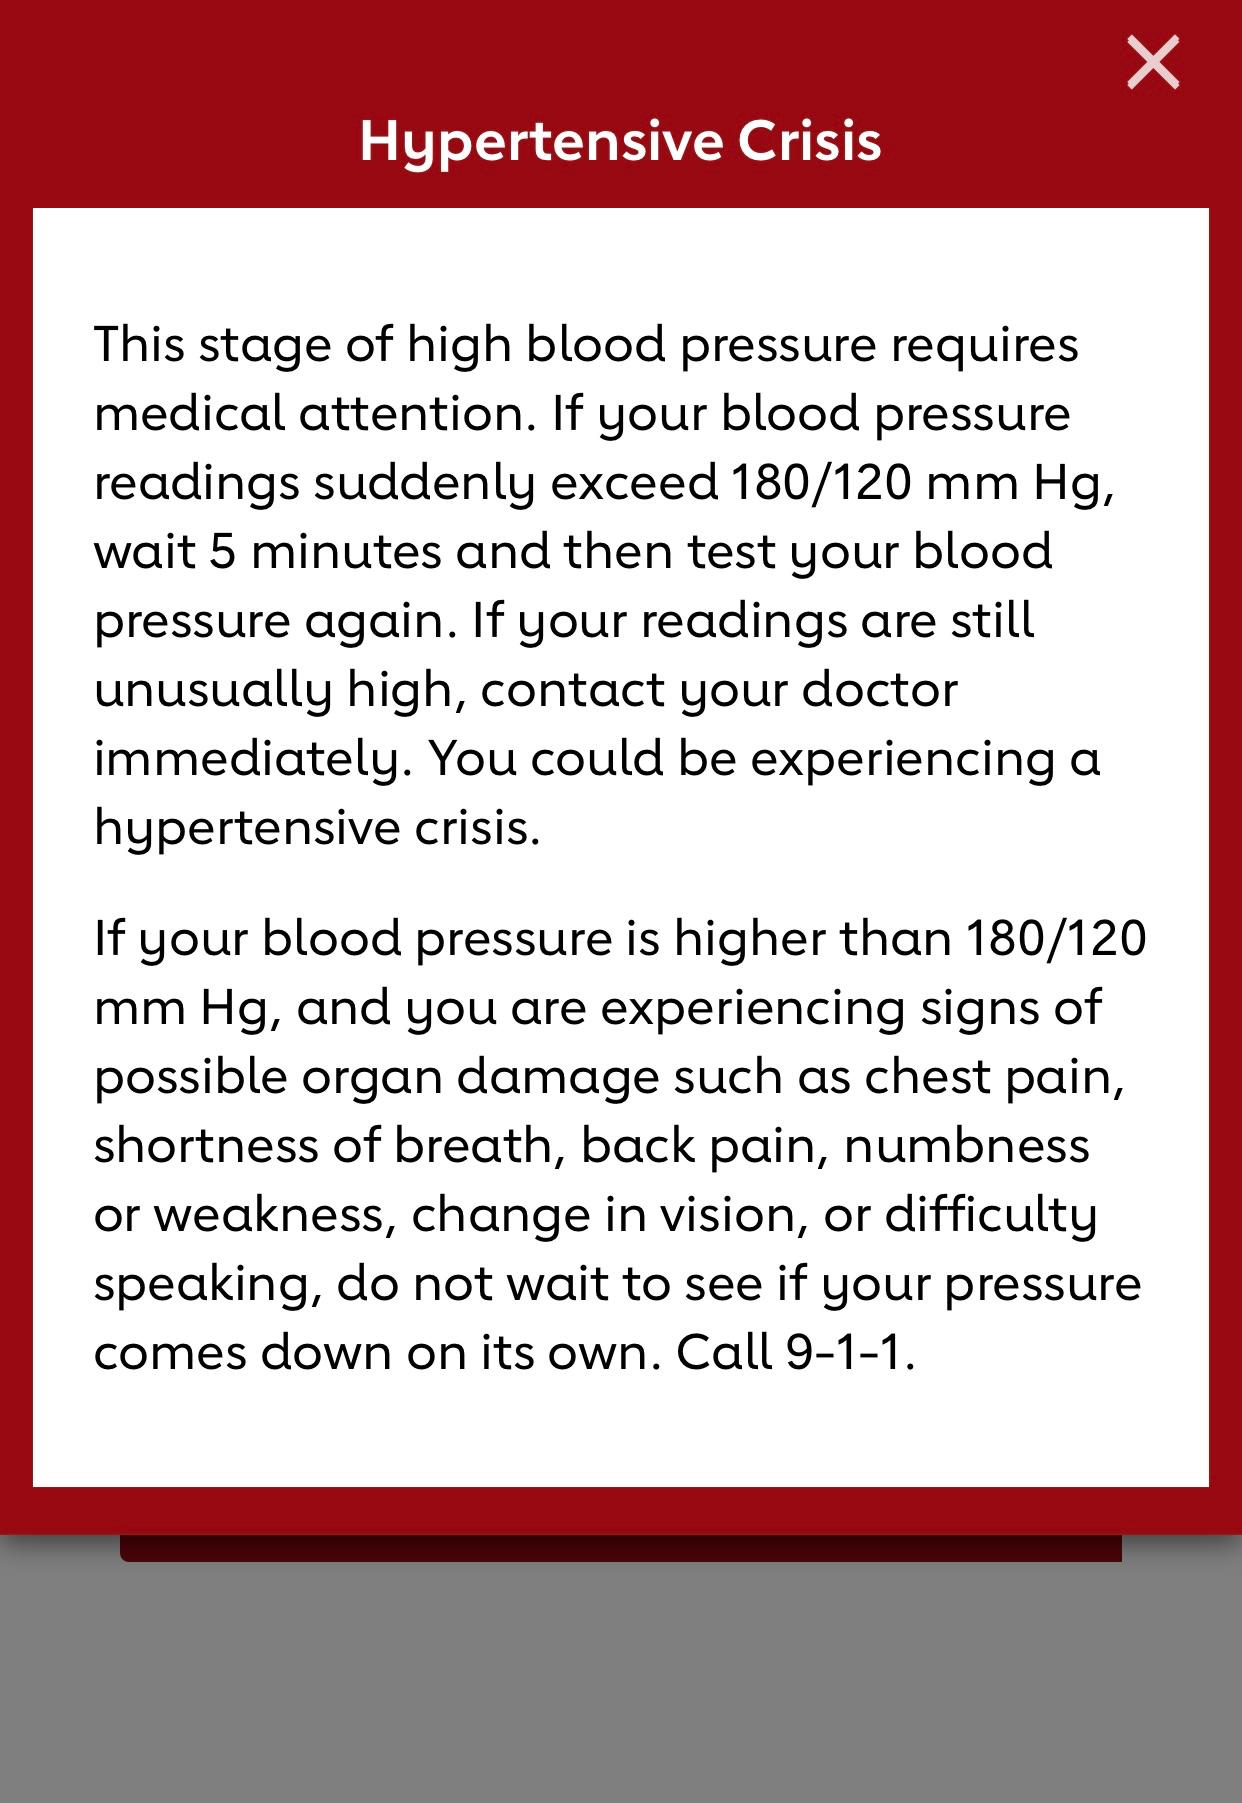 Hypertensive Crisis
This stage of high blood pressure requires
medical attention. If your blood pressure
readings suddenly exceed 180/120 mm Hg,
wait 5 minutes and then test your blood
pressure again. If your readings are still
unusually high, contact your doctor
immediately. You could be experiencing a
hypertensive crisis.
If your blood pressure is higher than 180/120
mm Hg, and you are experiencing signs of
possible organ damage such as chest pain,
shortness of breath, back pain, numbness
or weakness, change in vision, or difficulty
speaking, do not wait to see if your pressure
comes down on its own. Call 9-1-1.